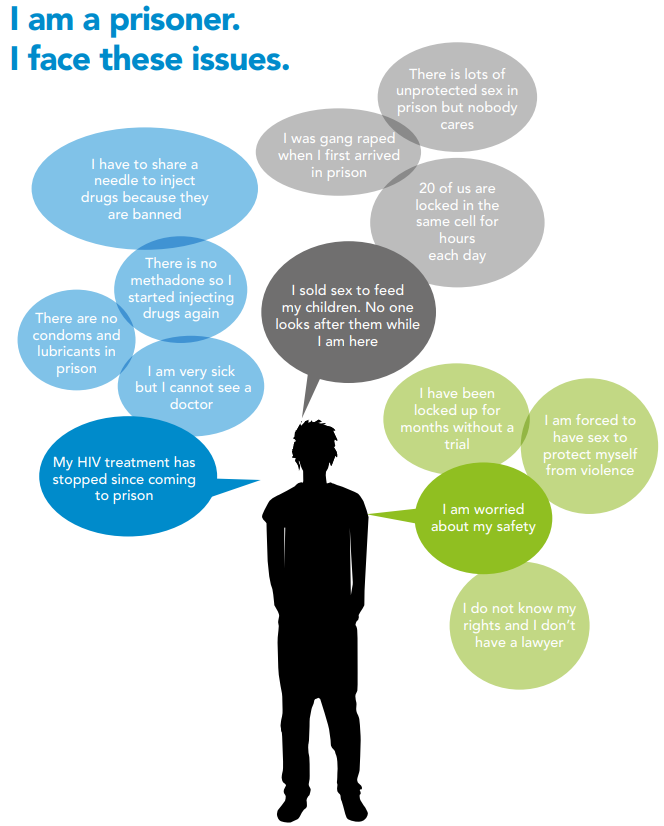 I am a prisoner.
I face these issues.
There is lots of
unprotected sex in
prison but nobody
cares
I was gang raped
when I first arrived
in prison
20 of us are
locked in the
same cell for
hours
each day
I have to share a
needle to inject
drugs because they
are banned
There is no
methadone so I
started injecting
drugs again
There are no
condoms and
lubricants in
prison
I am very sick
but I cannot see a
doctor
My HIV treatment has
stopped since coming
to prison
I sold sex to feed
my children. No one
looks after them while
I am here
I have been
locked up for
months without a
trial
I am forced to
have sex to
protect myself
from violence
I am worried
about my safety
I do not know my
rights and I don't
have a lawyer